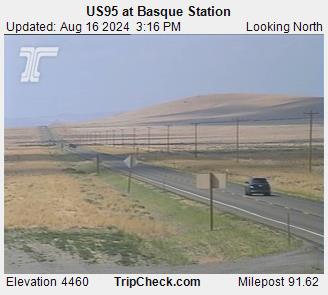 US95 at Basque Station
Updated: Aug 16 2024 3:16 PM Looking North
Elevation 4460 TripCheck.com Milepost 91.62